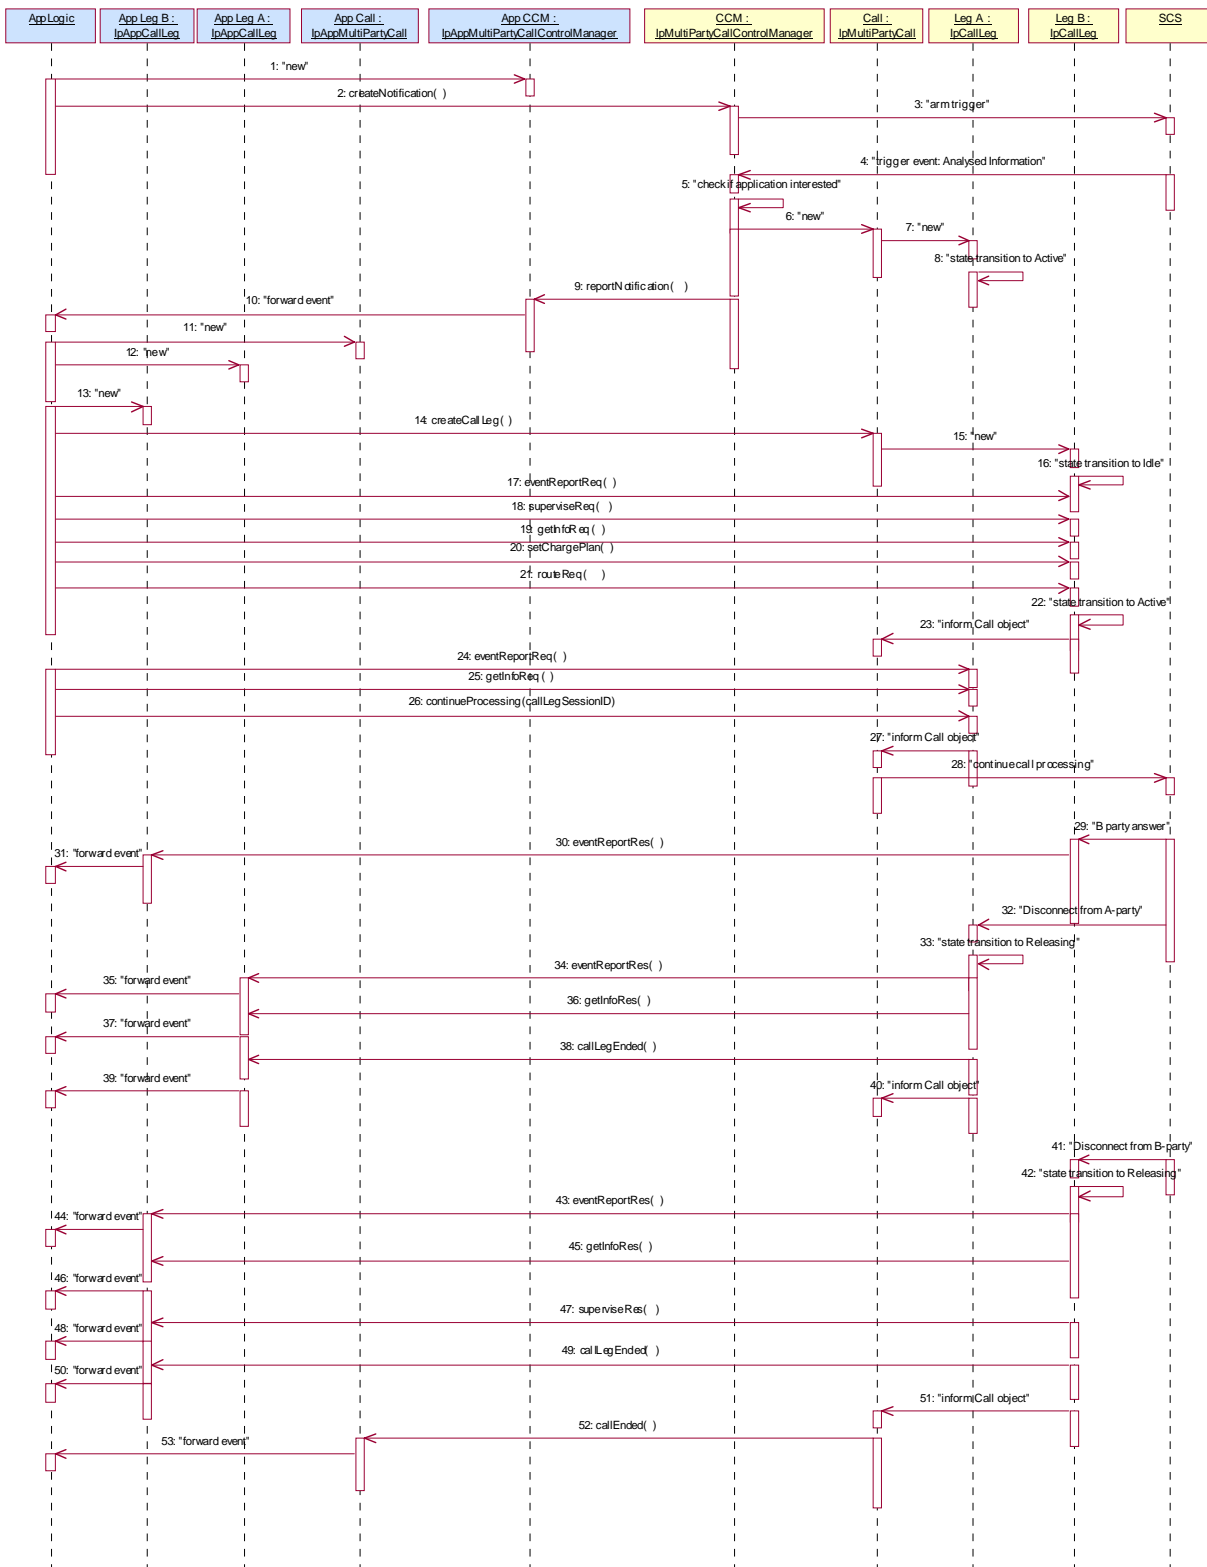 AppLogic
App Leg B :
IpAppCallLeg
App Leg A :
IpAppCallLeg
App Call :
IpAppMultiPartyCall
App CCM :
IpAppMultiPartyCallControlManager
CCM :
IpMultiPartyCallControlManager
Call :
IpMultiPartyCall
Leg A :
IpCallLeg
Leg B :
IpCallLeg
SCS
1: "new"
2: createNotification( )
3: "arm trigger"
4: "trigger event: Analysed Information"
5: "check if application interested"
6: "new"
7: "new"
8: "state transition to Active"
9: reportNotification( )
10: "forward event"
11: "new"
12: "new"
13: "new"
14: createCallLeg( )
15: "new"
16: "state transition to Idle"
17: eventReportReq( )
18: superviseReq( )
19: getInfoReq( )
20: setChargePlan( )
21: routeReq( )
22: "state transition to Active"
23: "inform Call object"
24: eventReportReq( )
25: getInfoReq( )
26: continueProcessing(callLegSessionID)
27: "inform Call object"
28: "continue call processing"
29: "B party answer"
30: eventReportRes( )
31: "forward event"
32: "Disconnect from A-party"
33: "state transition to Releasing"
34: eventReportRes( )
35: "forward event"
36: getInfoRes( )
37: "forward event"
38: callLegEnded( )
39: "forward event"
40: "inform Call object"
41: "Disconnect from B-party"
42: "state transition to Releasing"
43: eventReportRes( )
44: "forward event"
45: getInfoRes( )
46: "forward event"
47: superviseRes( )
48: "forward event"
49: callLegEnded( )
50: "forward event"
51: "inform Call object"
52: callEnded( )
53: "forward event"